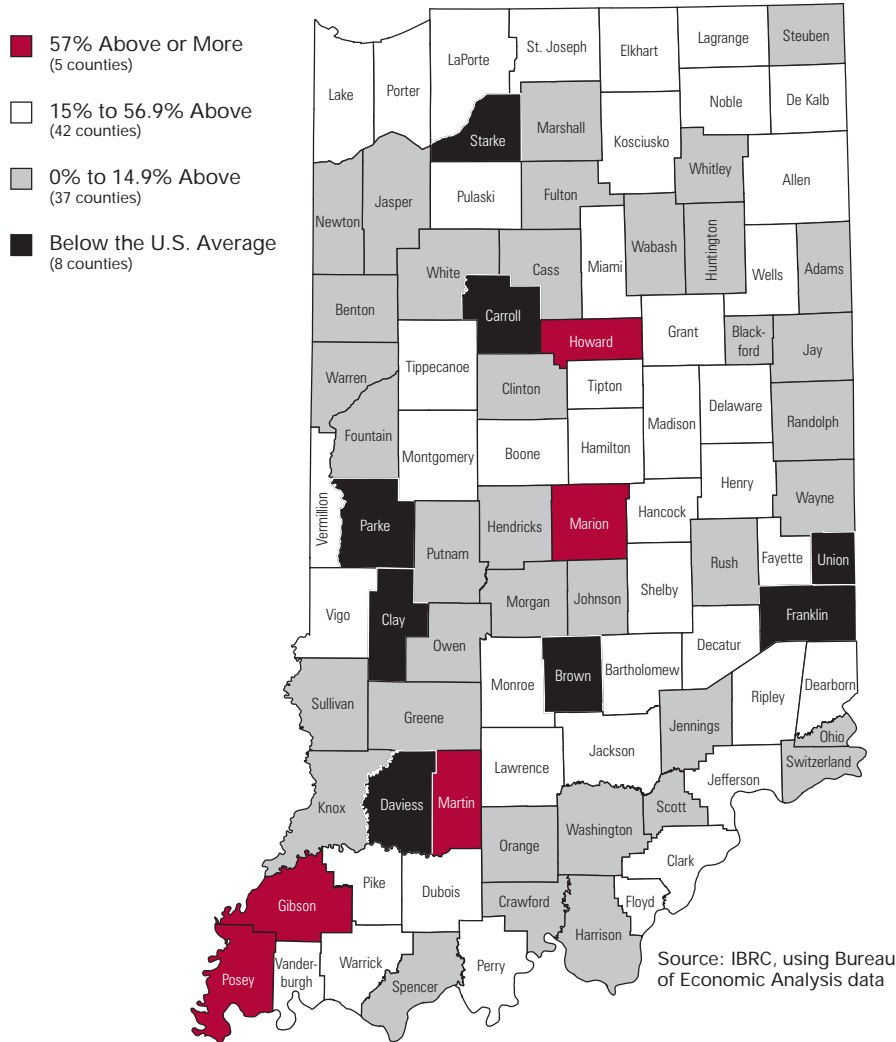 57% Above or More
(5 counties)
15% to 56.9% Above
(42 counties)
0% to 14.9% Above
(37 counties)
Below the U.S. Average
(8 counties)
Lake
Porter
LaPorte
St. Joseph
Elkhart
Lagrange
Steuben
Noble
De Kalb
Starke
Marshall
Kosciusko
Whitley
Allen
Newton
Jasper
Pulaski
Fulton
Wabash
Huntington
White
Cass
Miami
Wells
Adams
Benton
Carroll
Howard
Grant
Black-
ford
Jay
Warren
Tippecanoe
Clinton
Tipton
Madison
Delaware
Randolph
Fountain
Montgomery
Boone
Hamilton
Henry
Wayne
Vermillion
Parke
Putnam
Hendricks
Marion
Hancock
Rush
Fayette
Union
Vigo
Clay
Owen
Morgan
Johnson
Shelby
Decatur
Franklin
Sullivan
Greene
Monroe
Brown
Bartholomew
Jennings
Ripley
Dearborn
Ohio
Switzerland
Knox
Daviess
Martin
Lawrence
Jackson
Jefferson
Scott
Orange
Washington
Clark
Gibson
Pike
Dubois
Crawford
Floyd
Harrison
Posey
Vander-
burgh
Warrick
Spencer
Perry
Source: IBRC, using Bureau
of Economic Analysis data